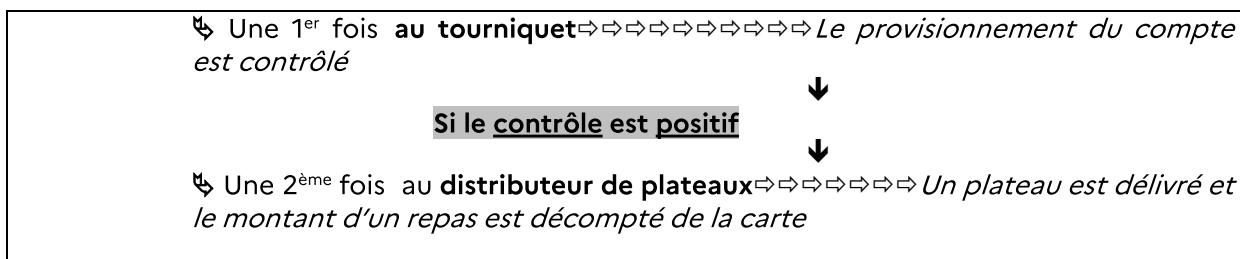 ⮱ Une 1er fois au tourniquet⇨⇨⇨⇨⇨⇨⇨⇨⇨⇨Le provisionnement du compte
est contrôlé
🡻
Si le contrôle est positif
🡻
⮱ Une 2ème fois au distributeur de plateaux⇨⇨⇨⇨⇨⇨⇨Un plateau est délivré et
le montant d'un repas est décompté de la carte